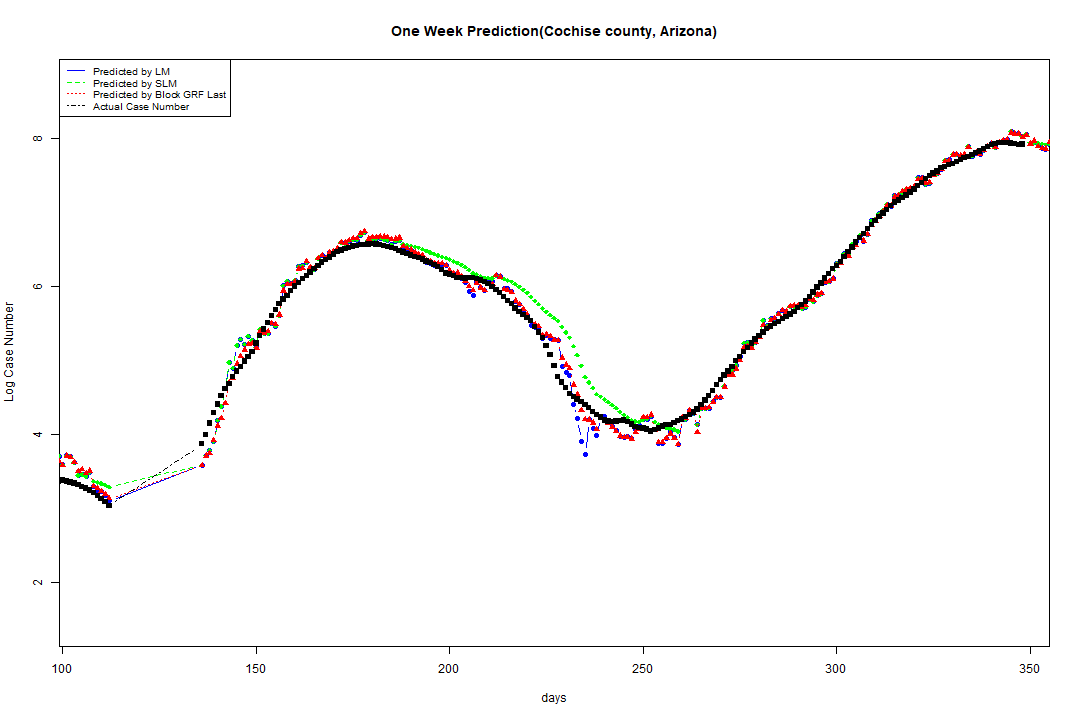 One Week Prediction(Cochise county, Arizona)
Predicted by LM
Predicted by SLM
Predicted by Block GRF Last
Actual Case Number
8
6
4
2
Log Case Number
100 150 200 250 300 350
days